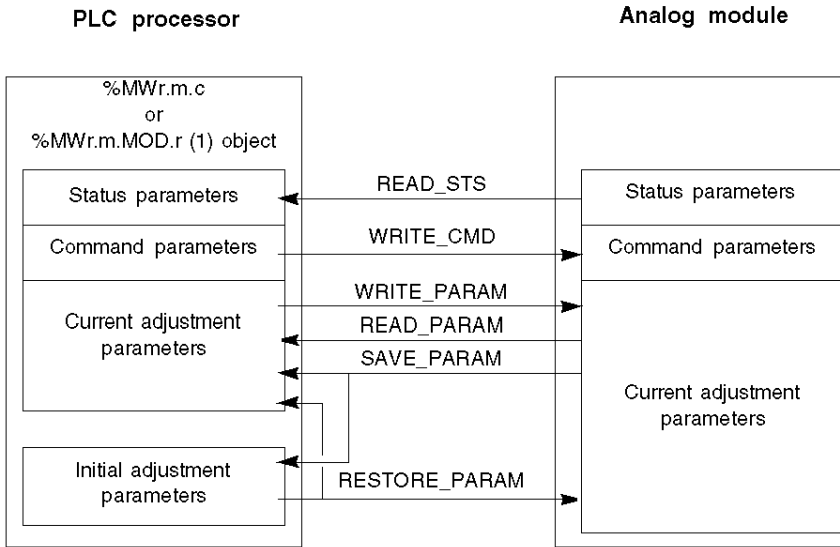 PLC processor
Analog module
%MWr.m.c
or
%MWr.m.MOD.r (1) object
Status parameters
READ_STS
Status parameters
Command parameters
WRITE_CMD
Command parameters
WRITE_PARAM
Current adjustment
parameters
READ_PARAM
SAVE_PARAM
Current adjustment
parameters
Initial adjustment
parameters
RESTORE_PARAM